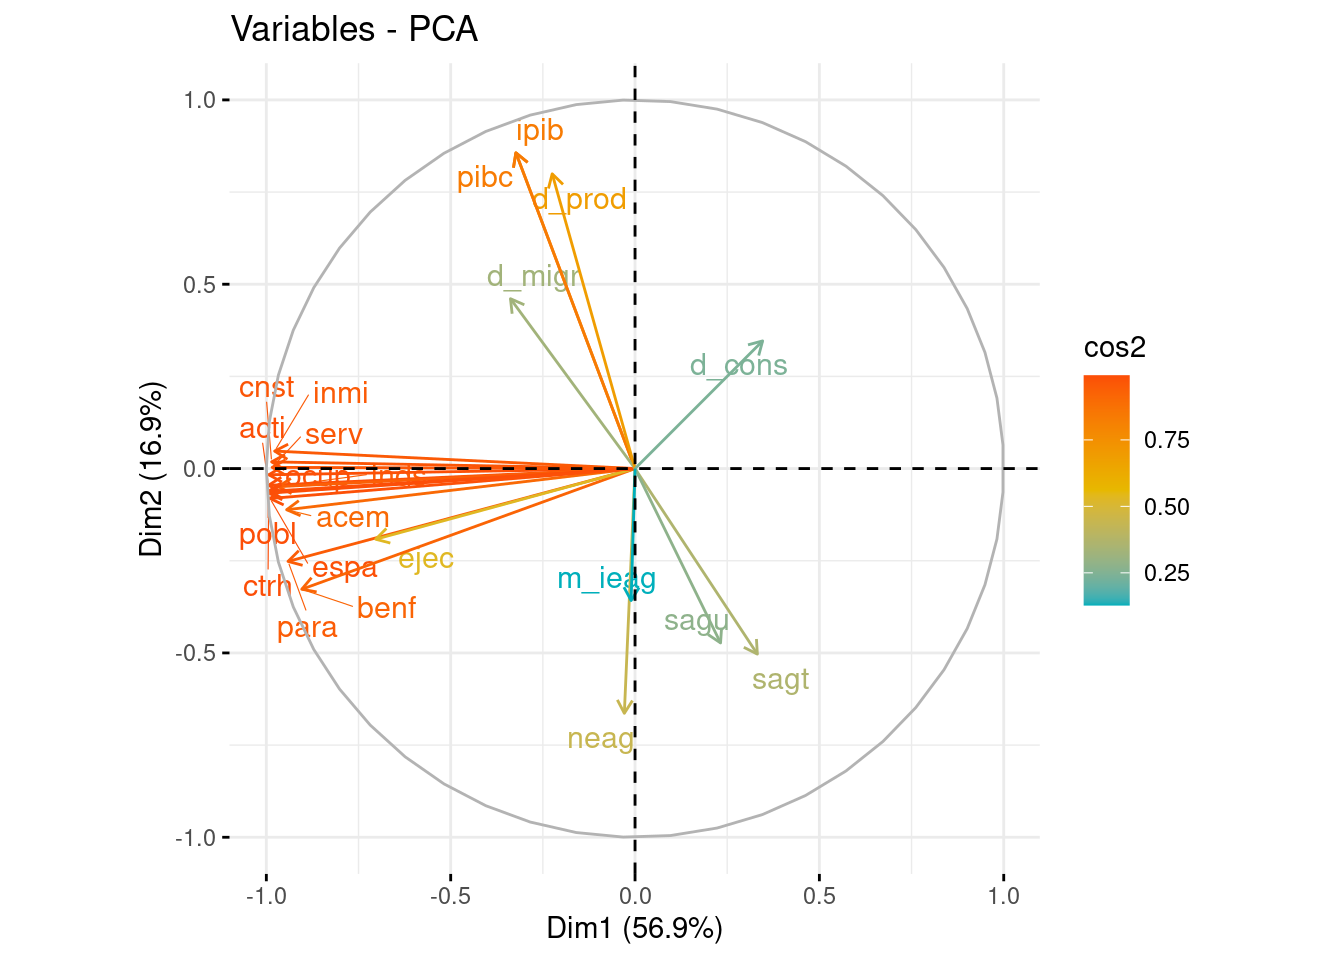 Variables - PCA
1.0
0.5
0.0
-0.5
-1.0
Dim2 (16.9%)
ipib
pibc
d_prod
d_migr
d_cons
cnst
inmi
acti
serv
acem
pobl
ejec
espa
ctrh
benf
para
m_ieag
sagu
sagt
neag
-1.0
-0.5
0.0
0.5
1.0
Dim1 (56.9%)
cos2
0.75
0.50
0.25